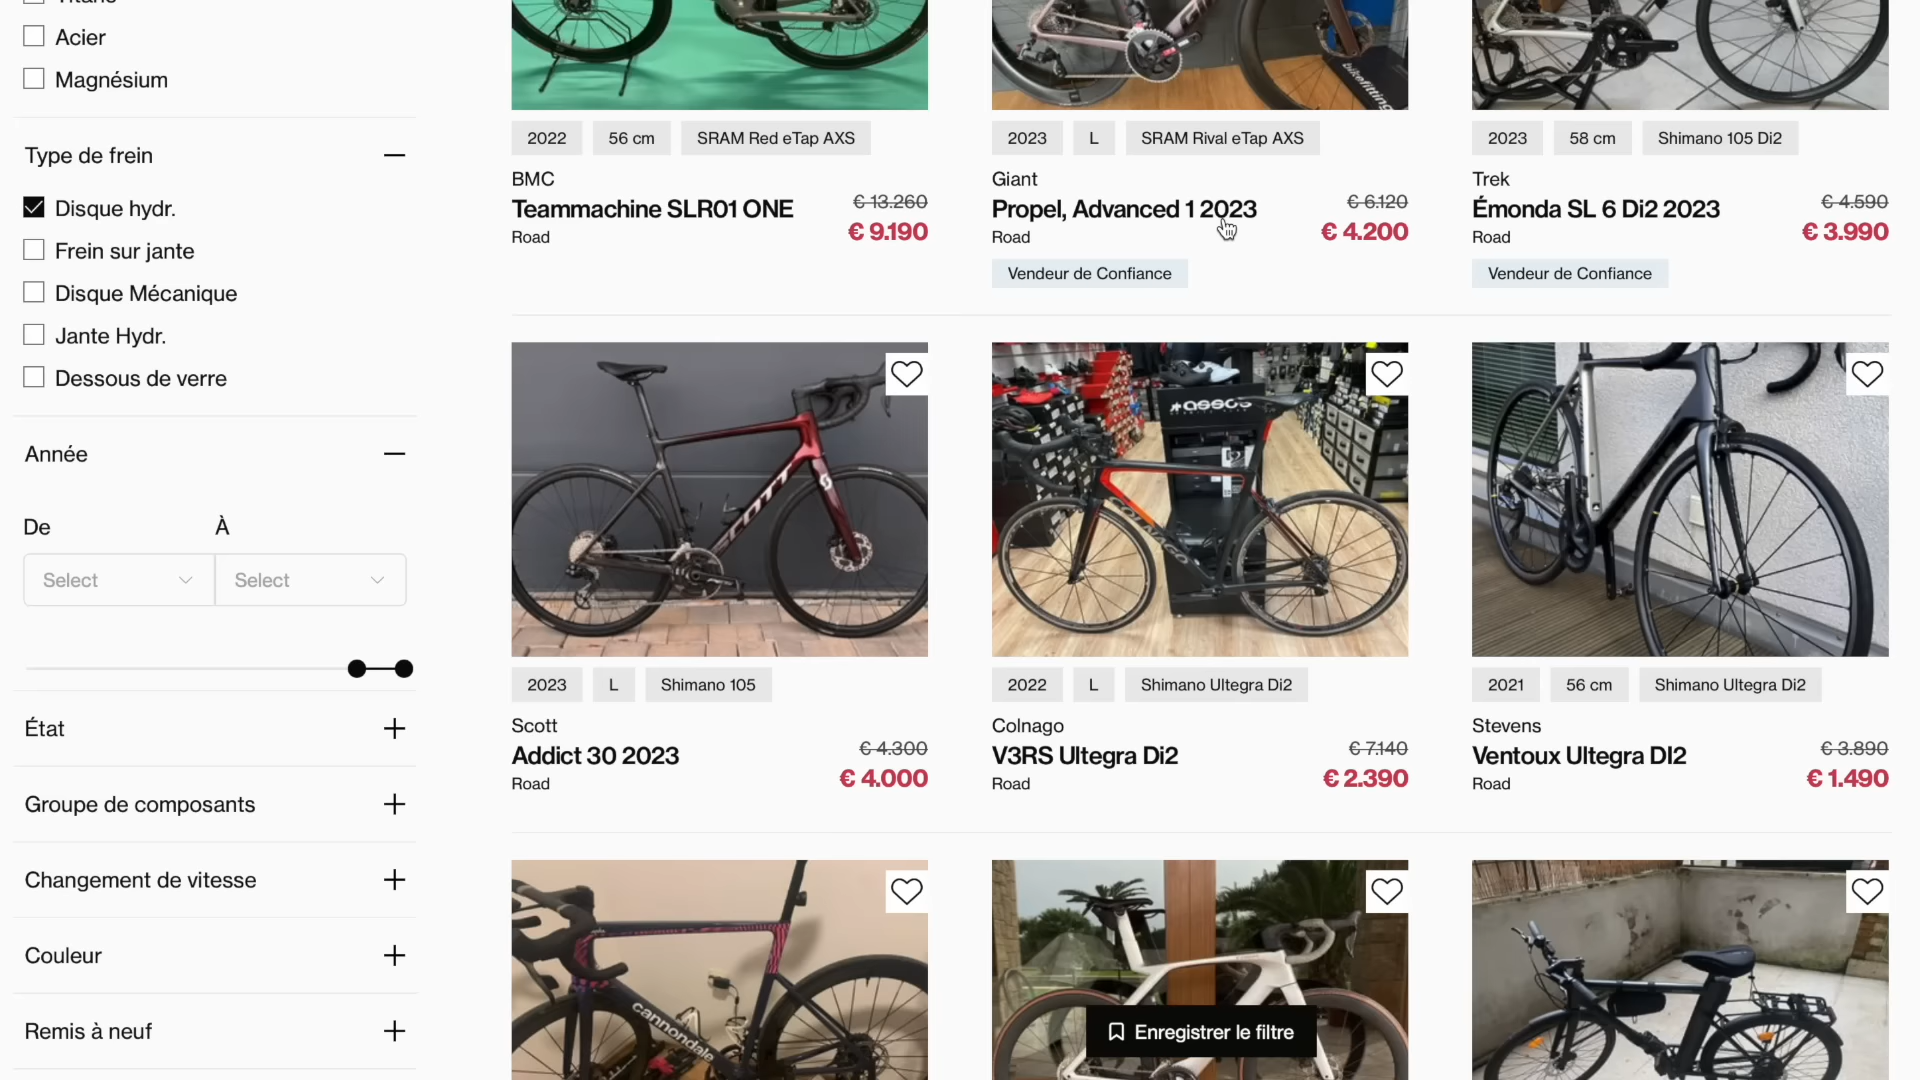 Acier
Magnésium
Type de frein
Disque hydr.
Frein sur jante
Disque Mécanique
Jante Hydr.
Dessous de verre
Année
De
À
Select
Select
État
Groupe de composants
Changement de vitesse
Couleur
Remis à neuf
bikefitting
2022
56 cm
SRAM Red eTap AXS
BMC
Teammachine SLR01 ONE
Road
€ 13.260
€ 9.190
2023
L
SRAM Rival eTap AXS
Giant
Propel, Advanced 1 2023
Road
€ 6.120
€ 4.200
Vendeur de Confiance
2023
58 cm
Shimano 105 Di2
Trek
Émonda SL 6 Di2 2023
Road
€ 4.590
€ 3.990
Vendeur de Confiance
SCOTT
2023
L
Shimano 105
Scott
Addict 30 2023
Road
€ 4.300
€ 4.000
assos
COLNAGO
2022
L
Shimano Ultegra Di2
Colnago
V3RS Ultegra Di2
Road
€ 7.140
€ 2.390
2021
56 cm
Shimano Ultegra Di2
Stevens
Ventoux Ultegra DI2
Road
€ 3.890
€ 1.490
cannondale
Enregistrer le filtre